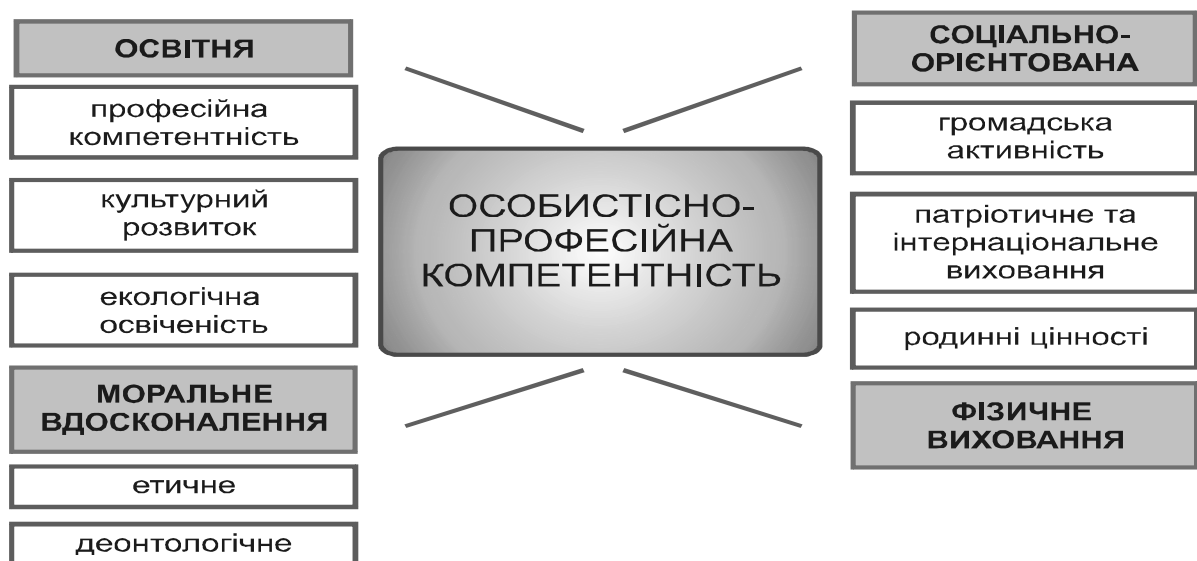 ОСВІТНЯ
професійна
компетентність
культурний
розвиток
екологічна
освіченість
МОРАЛЬНЕ
ВДОСКОНАЛЕННЯ
етичне
деонтологічне
ОСОБИСТІСНО-
ПРОФЕСІЙНА
КОМПЕТЕНТНІСТЬ
СОЦІАЛЬНО-
ОРІЄНТОВАНА
громадська
активність
патріотичне та
інтернаціональне
виховання
родинні цінності
ФІЗИЧНЕ
ВИХОВАННЯ